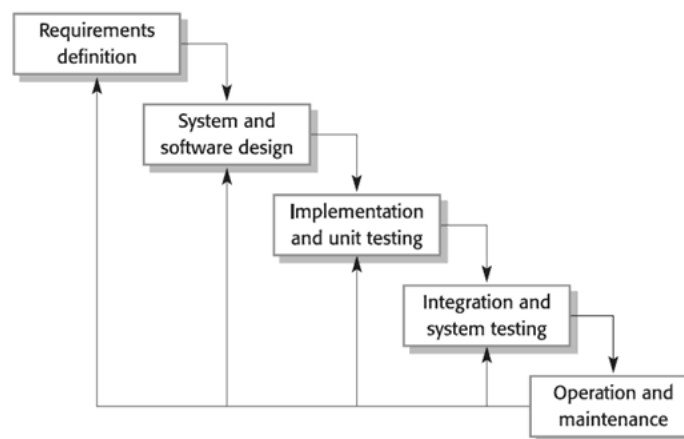 Requirements
definition
System and
software design
Implementation
and unit testing
Integration and
system testing
Operation and
maintenance